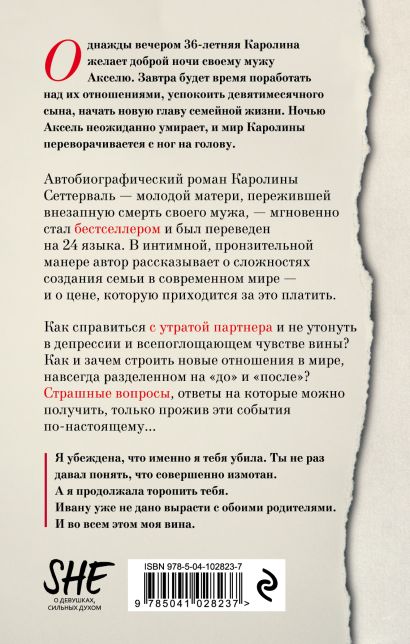 Однажды вечером 36-летняя Каролина
желает доброй ночи своему мужу
Акселю. Завтра будет время поработать
над их отношениями, успокоить девятимесячного
сына, начать новую главу семейной жизни. Ночью
Аксель неожиданно умирает, и мир Каролины
переворачивается с ног на голову.
Автобиографический роман Каролины
Сеттерваль — молодой матери, пережившей
внезапную смерть своего мужа, — мгновенно
стал бестселлером и был переведен
на 24 языка. В интимной, пронзительной
манере автор рассказывает о сложностях
создания семьи в современном мире —
и о цене, которую приходится за это платить.
Как справиться с утратой партнера и не утонуть
в депрессии и всепоглощающем чувстве вины?
Как и зачем строить новые отношения в мире,
навсегда разделенном на «до» и «после»?
Страшные вопросы, ответы на которые можно
получить, только прожив эти события
по-настоящему...
Я убеждена, что именно я тебя убила. Ты не раз
давал понять, что совершенно измотан.
А я продолжала торопить тебя.
Ивану уже не дано вырасти с обоими родителями.
И во всем этом моя вина.
SHE
О ДЕВУШКАХ,
СИЛЬНЫХ ДУХОМ
ISBN 978-5-04-102823-7
9 785041 028237 >